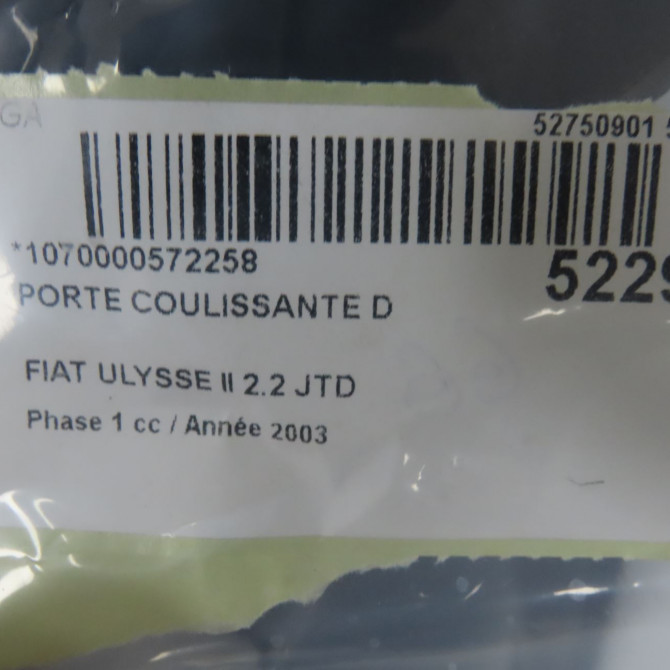 GA
52750901
*1070000572258
5229
PORTE COULISSANTE D
FIAT ULYSSE II 2.2 JTD
Phase 1 cc / Année 2003